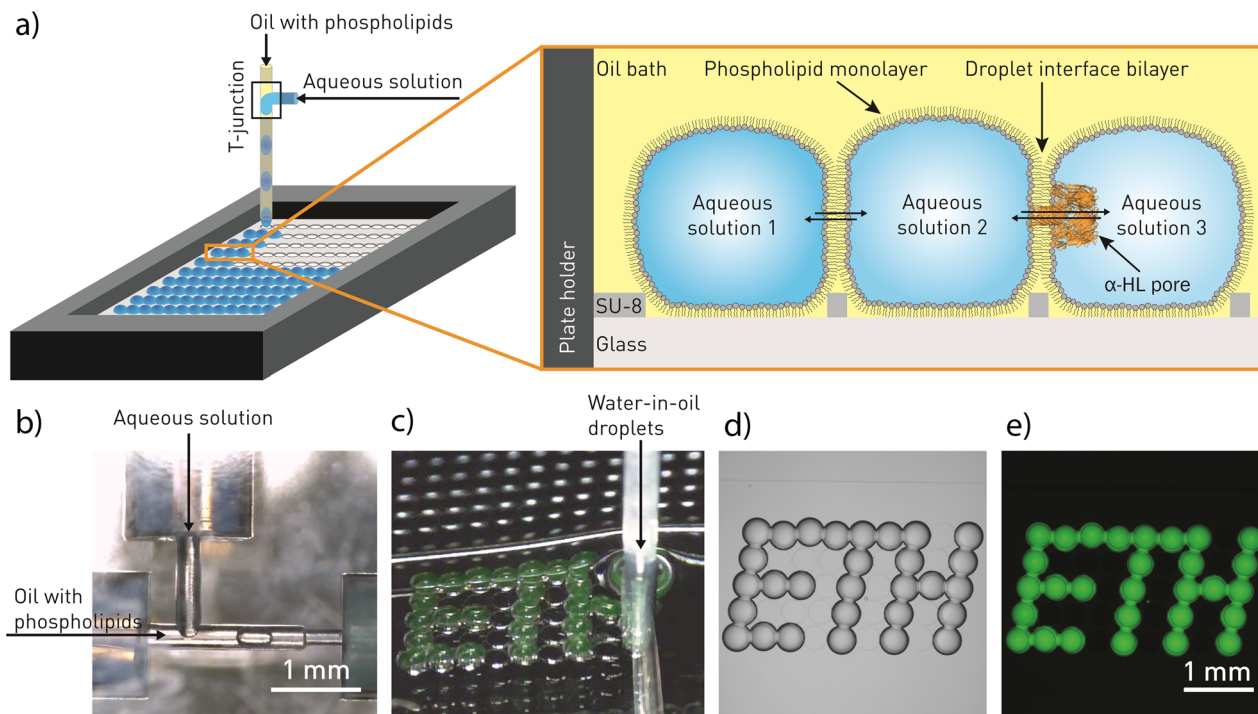 a)
Oil with phospholipids
T-junction
Aqueous solution
Plate holder
Oil bath
Phospholipid monolayer
Droplet interface bilayer
Aqueous
solution 1
Aqueous
solution 2
Aqueous
solution 3
α-HL pore
SU-8
Glass
b)
Aqueous solution
Oil with
phospholipids
1 mm
c)
Water-in-oil
droplets
d)
ETH
e)
ETH
1 mm